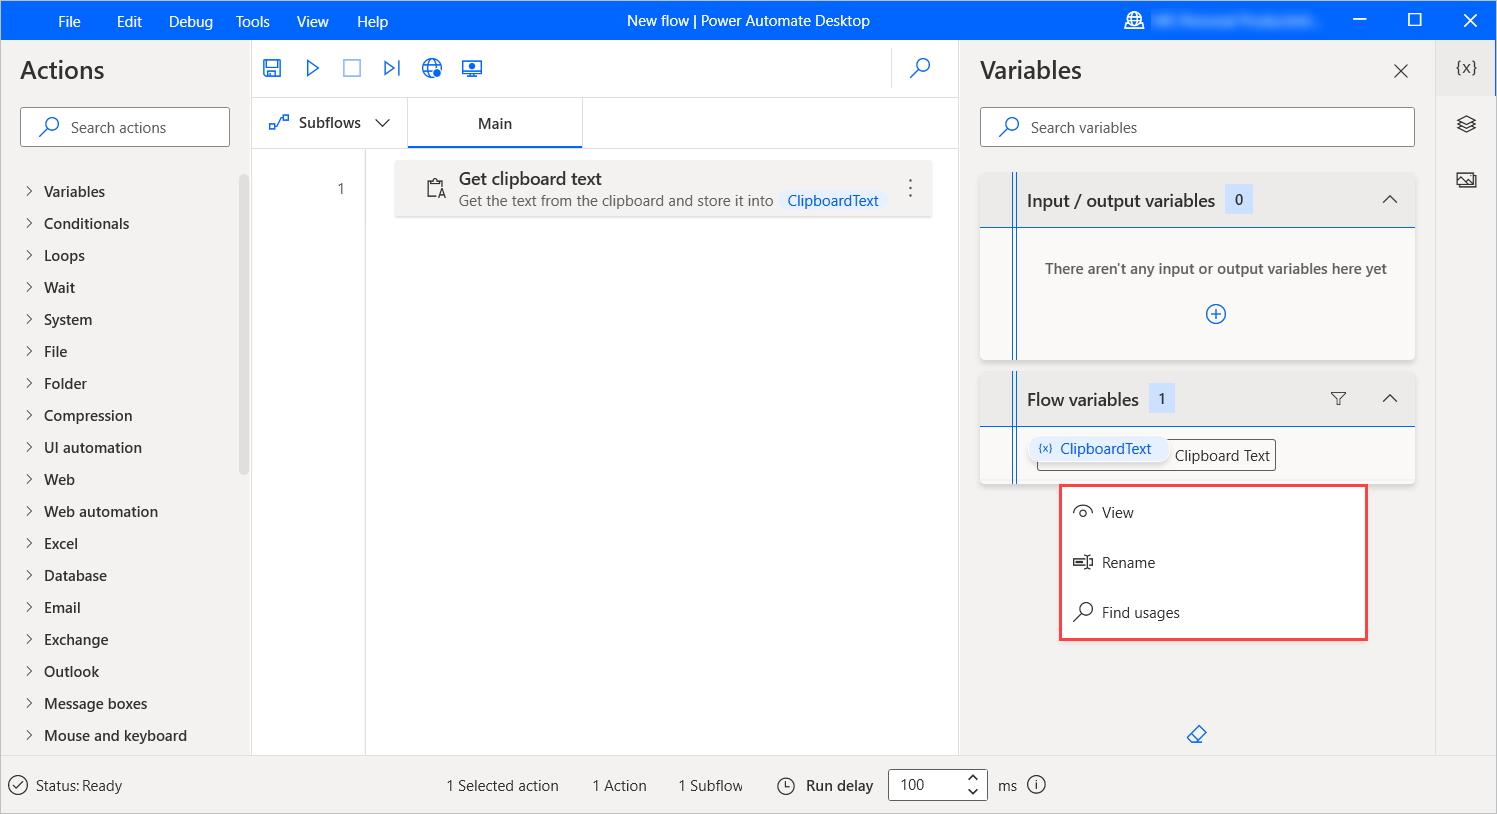 File Edit Debug Tools View Help New flow | Power Automate Desktop
Actions
Search actions
Variables
Conditionals
Loops
Wait
System
File
Folder
Compression
UI automation
Web
Web automation
Excel
Database
Email
Exchange
Outlook
Message boxes
Mouse and keyboard
Subflows Main
1
Get clipboard text
Get the text from the clipboard and store it into ClipboardText
Variables
{x}
Search variables
Input / output variables 0
There aren't any input or output variables here yet
Flow variables 1
{x} ClipboardText Clipboard Text
View
Rename
Find usages
Status: Ready 1 Selected action 1 Action 1 Subflow Run delay 100 ms